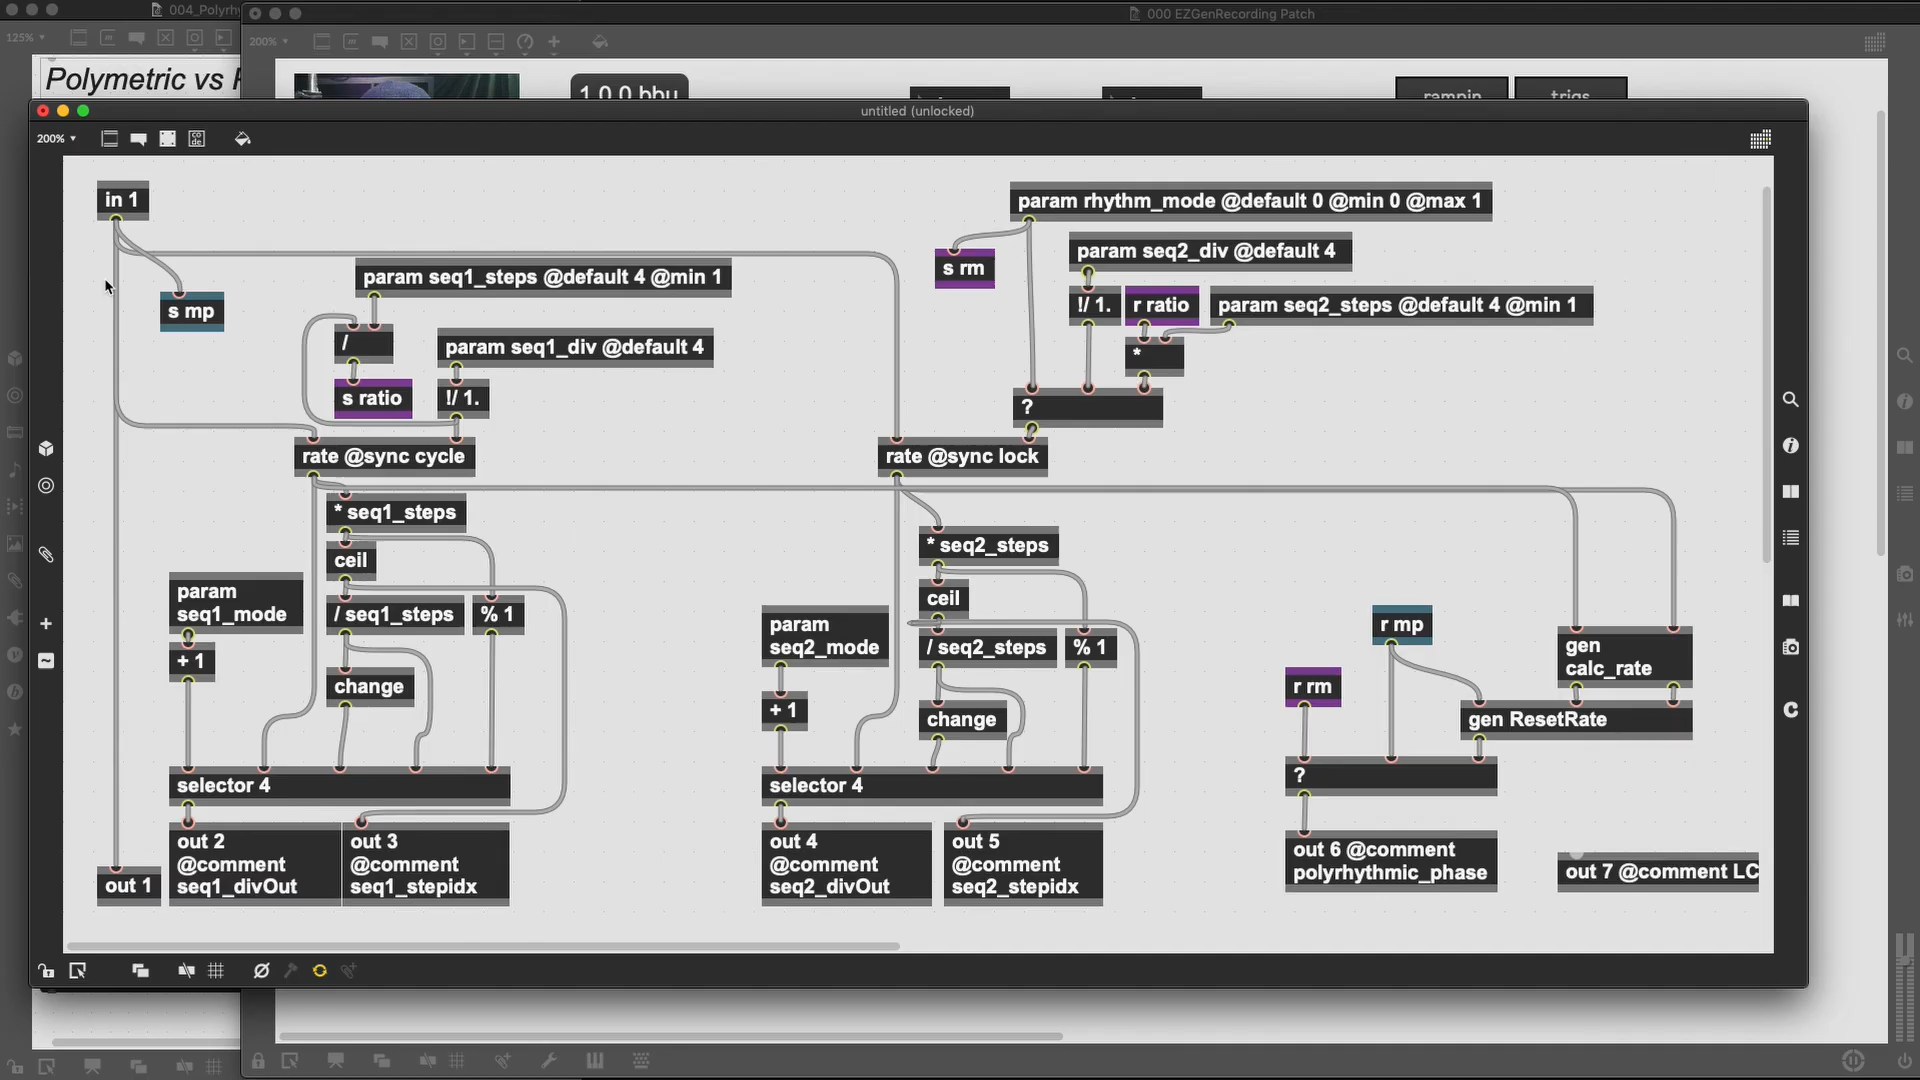 004_Polyrhy
000 EZGenRecording Patch
125%
200%
Polymetric vs
1.0.0 bbu
rampin
trigs
untitled (unlocked)
200%
in 1
param rhythm_mode @default 0 @min 0 @max 1
s rm
param seq2_div @default 4
param seq1_steps @default 4 @min 1
s mp
!/ 1.
r ratio
param seq2_steps @default 4 @min 1
/
param seq1_div @default 4
*
s ratio
!/ 1.
?
rate @sync cycle
rate @sync lock
* seq1_steps
* seq2_steps
ceil
ceil
param
seq1_mode
/ seq1_steps
% 1
param
seq2_mode
/ seq2_steps
% 1
r mp
gen
calc_rate
+ 1
change
+ 1
change
r rm
gen ResetRate
selector 4
selector 4
?
out 2
@comment
seq1_divOut
out 3
@comment
seq1_stepidx
out 4
@comment
seq2_divOut
out 5
@comment
seq2_stepidx
out 6 @comment
polyrhythmic_phase
out 7 @comment LC
out 1